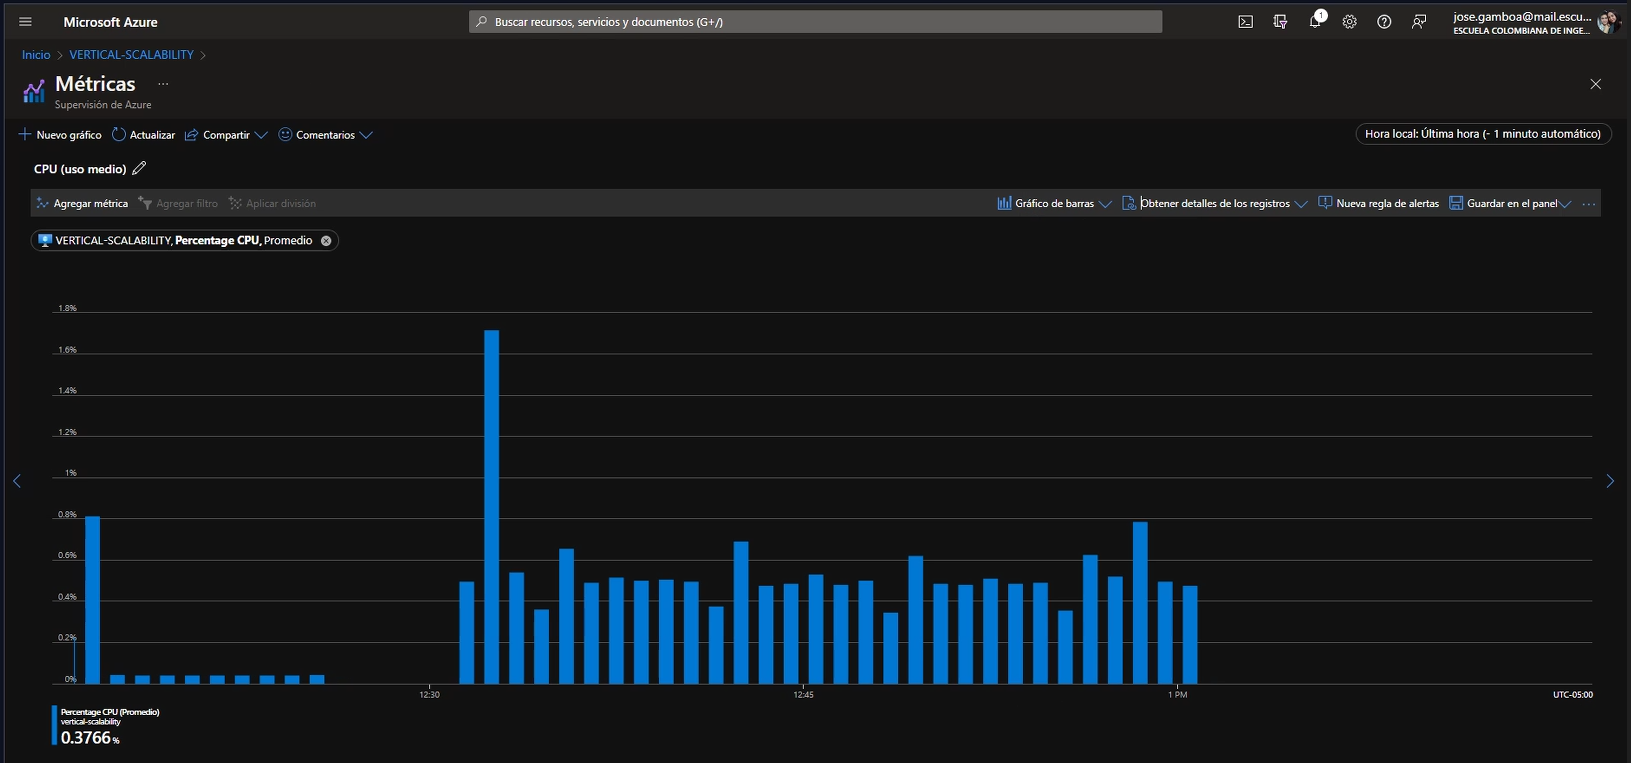 Microsoft Azure
Buscar recursos, servicios y documentos (G+/)
1
jose.gamboa@mail.escu...
ESCUELA COLOMBIANA DE INGE...
Inicio > VERTICAL-SCALABILITY >
Métricas ...
Supervisión de Azure
Nuevo gráfico Actualizar Compartir Comentarios
Hora local: Última hora (- 1 minuto automático)
CPU (uso medio)
Agregar métrica Agregar filtro Aplicar división Gráfico de barras Obtener detalles de los registros Nueva regla de alertas Guardar en el panel ...
VERTICAL-SCALABILITY, Percentage CPU, Promedio
1.8%
1.6%
1.4%
1.2%
1%
0.8%
0.6%
0.4%
0.2%
0%
12:30 12:45 1 PM UTC-05:00
Percentage CPU (Promedio)
vertical-scalability
0.3766 %